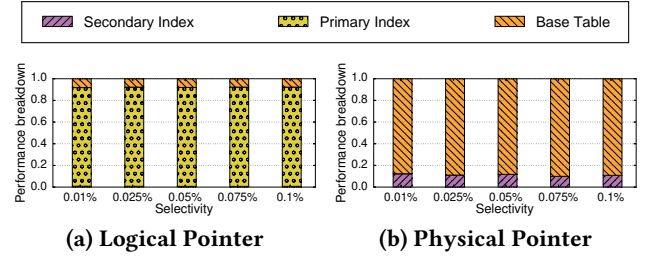 Secondary Index Primary Index Base Table
Performance breakdown
1.0
0.8
0.6
0.4
0.2
0.0
0.01% 0.025% 0.05% 0.075% 0.1%
Selectivity
(a) Logical Pointer
Performance breakdown
1.0
0.8
0.6
0.4
0.2
0.0
0.01% 0.025% 0.05% 0.075% 0.1%
Selectivity
(b) Physical Pointer